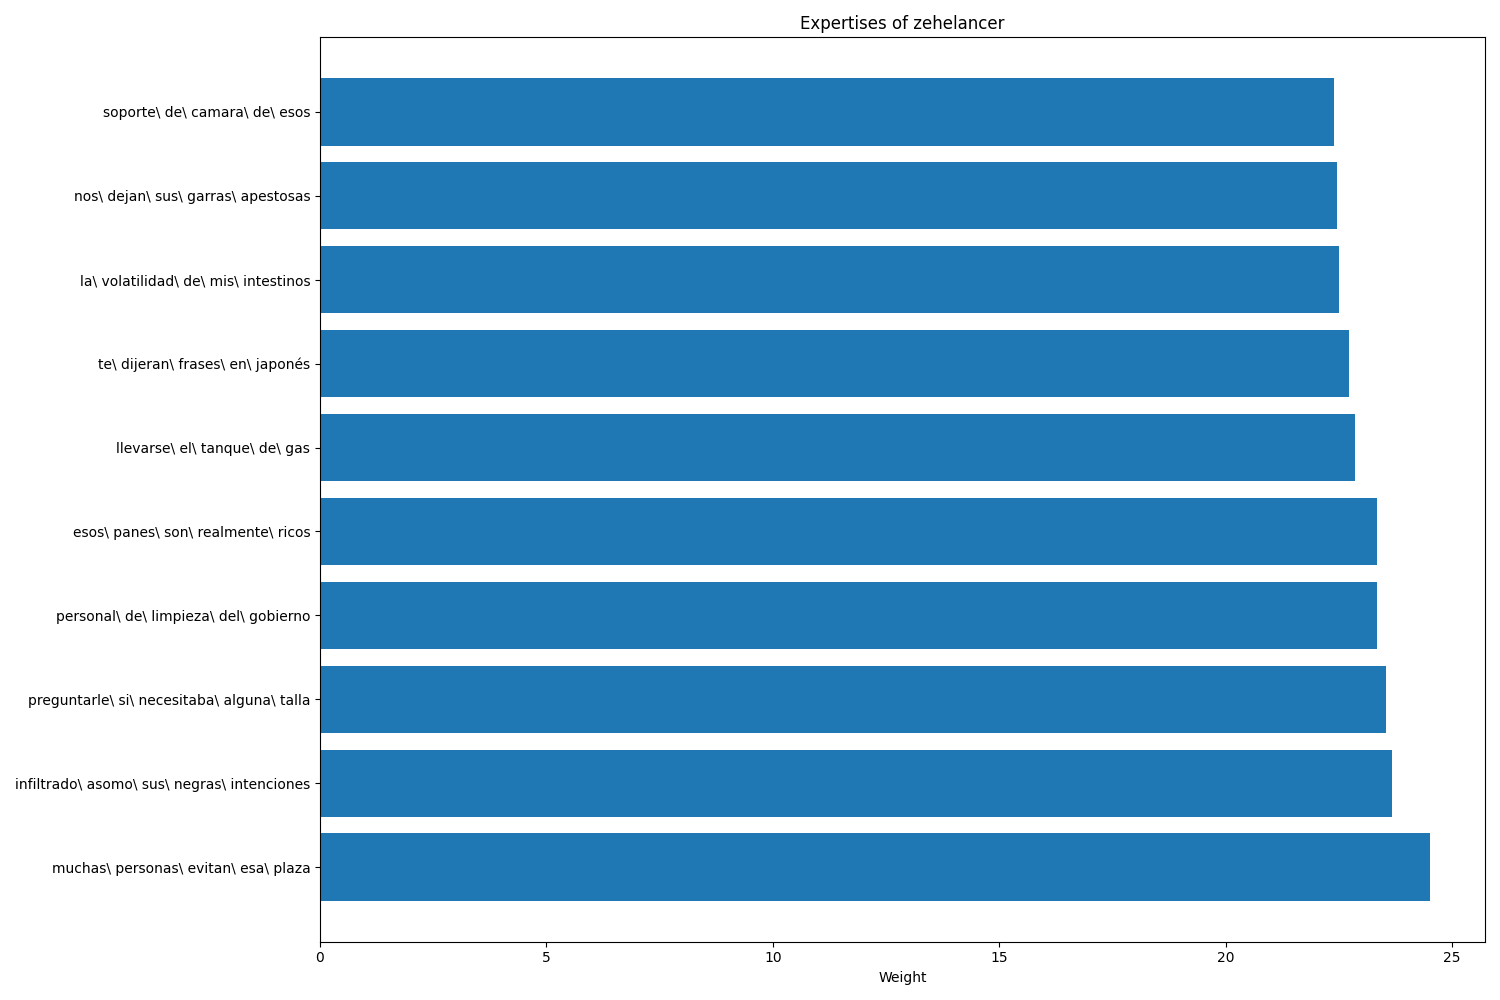 Expertises of zehelancer
soporte\ de\ camara\ de\ esos
nos\ dejan\ sus\ garras\ apestosas
la\ volatilidad\ de\ mis\ intestinos
te\ dijeran\ frases\ en\ japonés
llevarse\ el\ tanque\ de\ gas
esos\ panes\ son\ realmente\ ricos
personal\ de\ limpieza\ del\ gobierno
preguntarle\ si\ necesitaba\ alguna\ talla
infiltrado\ asomo\ sus\ negras\ intenciones
muchas\ personas\ evitan\ esa\ plaza
0 5 10 15 20 25
Weight